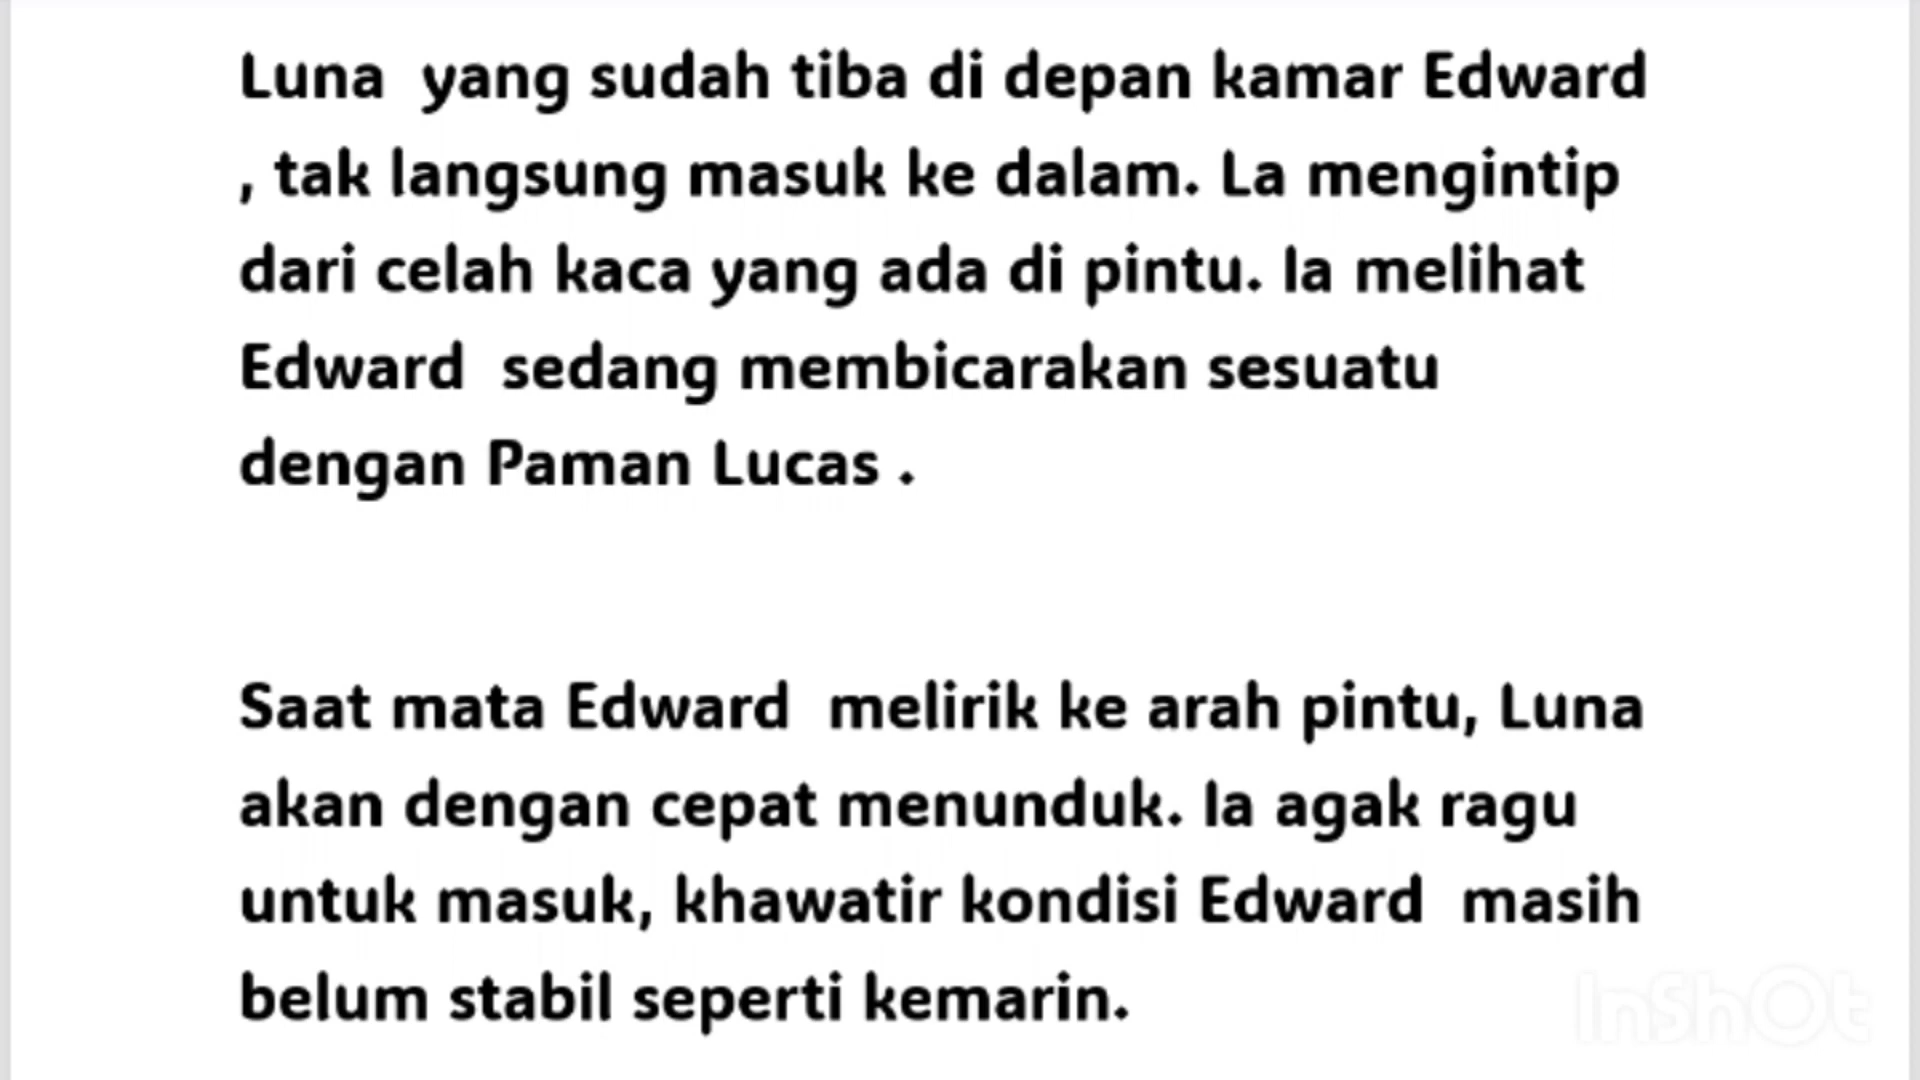 Luna  yang sudah tiba di depan kamar Edward
, tak langsung masuk ke dalam. La mengintip
dari celah kaca yang ada di pintu. Ia melihat
Edward  sedang membicarakan sesuatu
dengan Paman Lucas .
Saat mata Edward  melirik ke arah pintu, Luna
akan dengan cepat menunduk. Ia agak ragu
untuk masuk, khawatir kondisi Edward  masih
belum stabil seperti kemarin.
InShOt